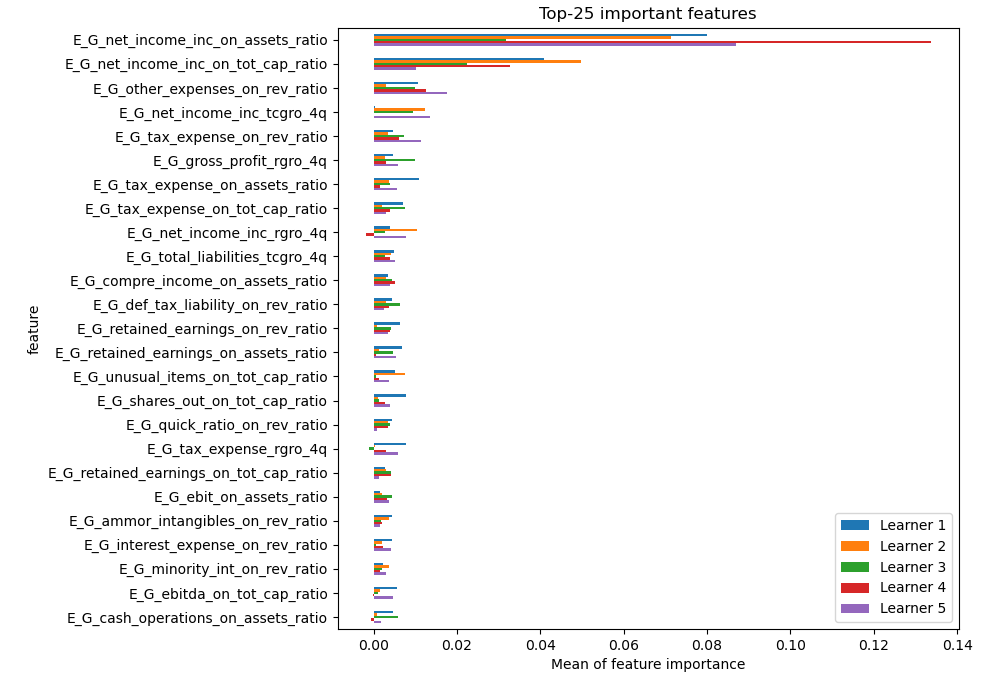 Top-25 important features
E_G_net_income_inc_on_assets_ratio
E_G_net_income_inc_on_tot_cap_ratio
E_G_other_expenses_on_rev_ratio
E_G_net_income_inc_tcgro_4q
E_G_tax_expense_on_rev_ratio
E_G_gross_profit_rgro_4q
E_G_tax_expense_on_assets_ratio
E_G_tax_expense_on_tot_cap_ratio
E_G_net_income_inc_rgro_4q
E_G_total_liabilities_tcgro_4q
E_G_compre_income_on_assets_ratio
E_G_def_tax_liability_on_rev_ratio
E_G_retained_earnings_on_rev_ratio
E_G_retained_earnings_on_assets_ratio
E_G_unusual_items_on_tot_cap_ratio
E_G_shares_out_on_tot_cap_ratio
E_G_quick_ratio_on_rev_ratio
E_G_tax_expense_rgro_4q
E_G_retained_earnings_on_tot_cap_ratio
E_G_ebit_on_assets_ratio
E_G_ammor_intangibles_on_rev_ratio
E_G_interest_expense_on_rev_ratio
E_G_minority_int_on_rev_ratio
E_G_ebitda_on_tot_cap_ratio
E_G_cash_operations_on_assets_ratio
feature
Learner 1
Learner 2
Learner 3
Learner 4
Learner 5
0.00 0.02 0.04 0.06 0.08 0.10 0.12 0.14
Mean of feature importance